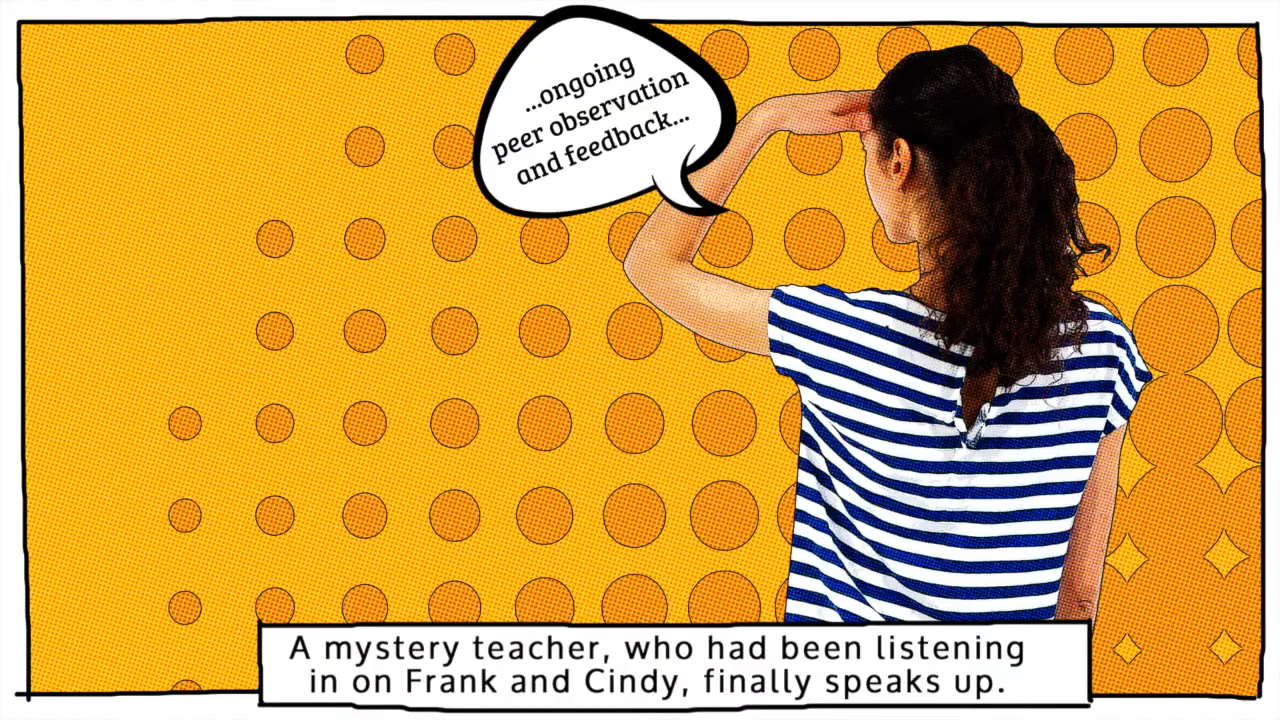 ...ongoing
peer observation
and feedback...
A mystery teacher, who had been listening
in on Frank and Cindy, finally speaks up.